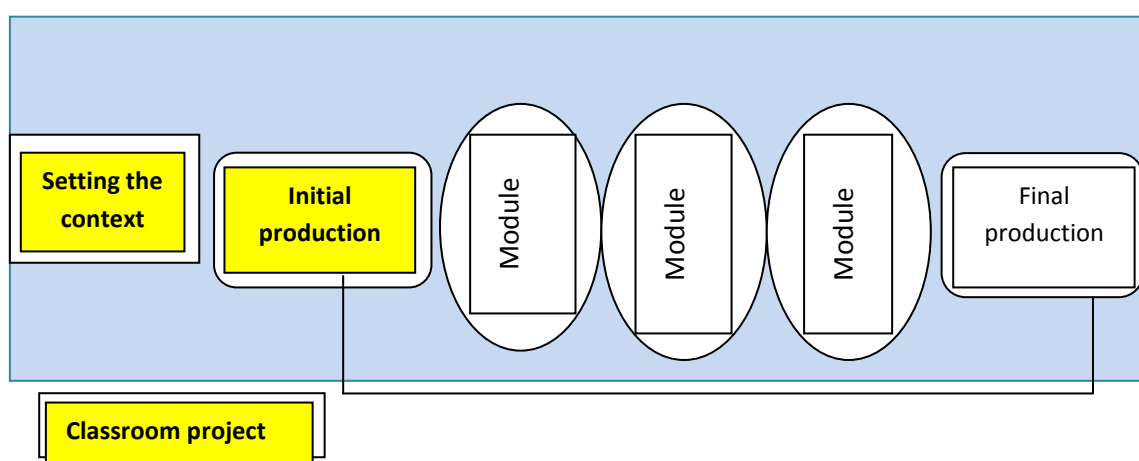 Setting the
context
Initial
production
Module
Module
Module
Final
production
Classroom project